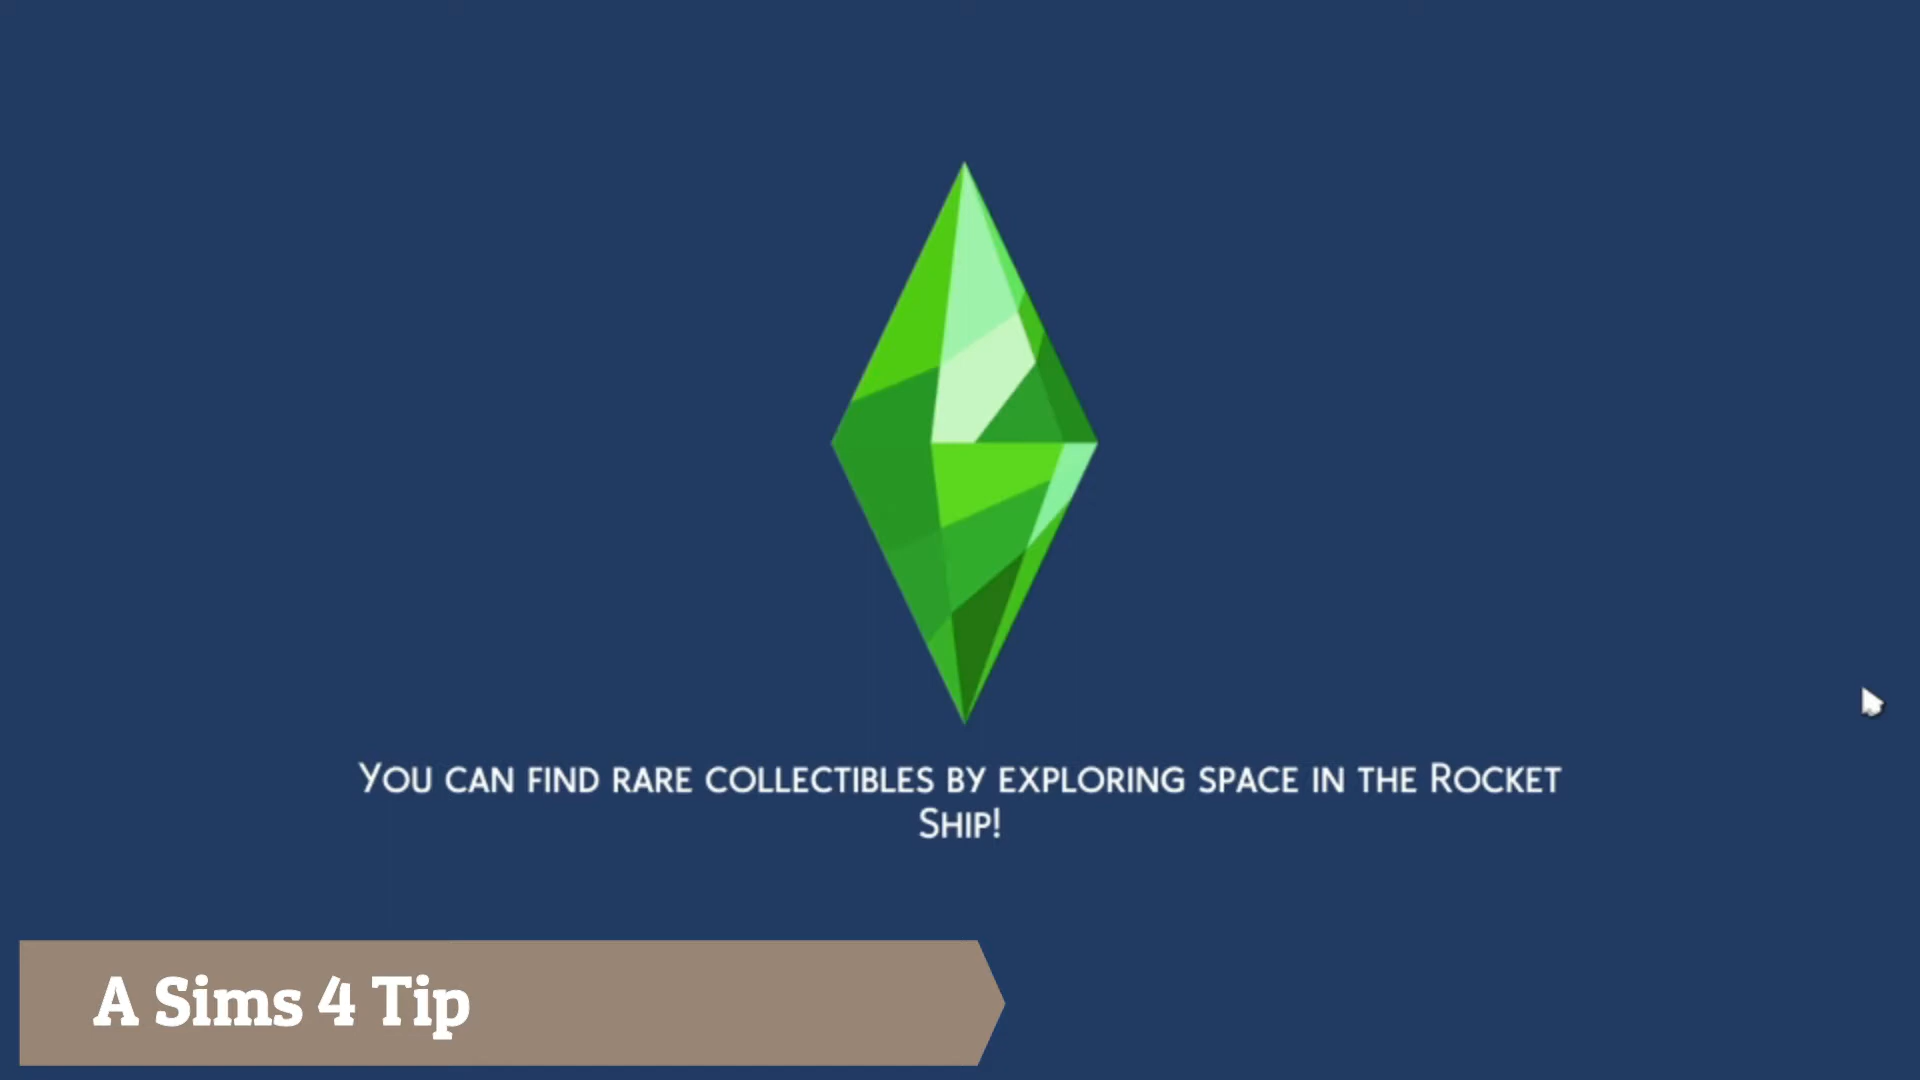 You can find rare collectibles by exploring space in the Rocket
Ship!
A Sims 4 Tip